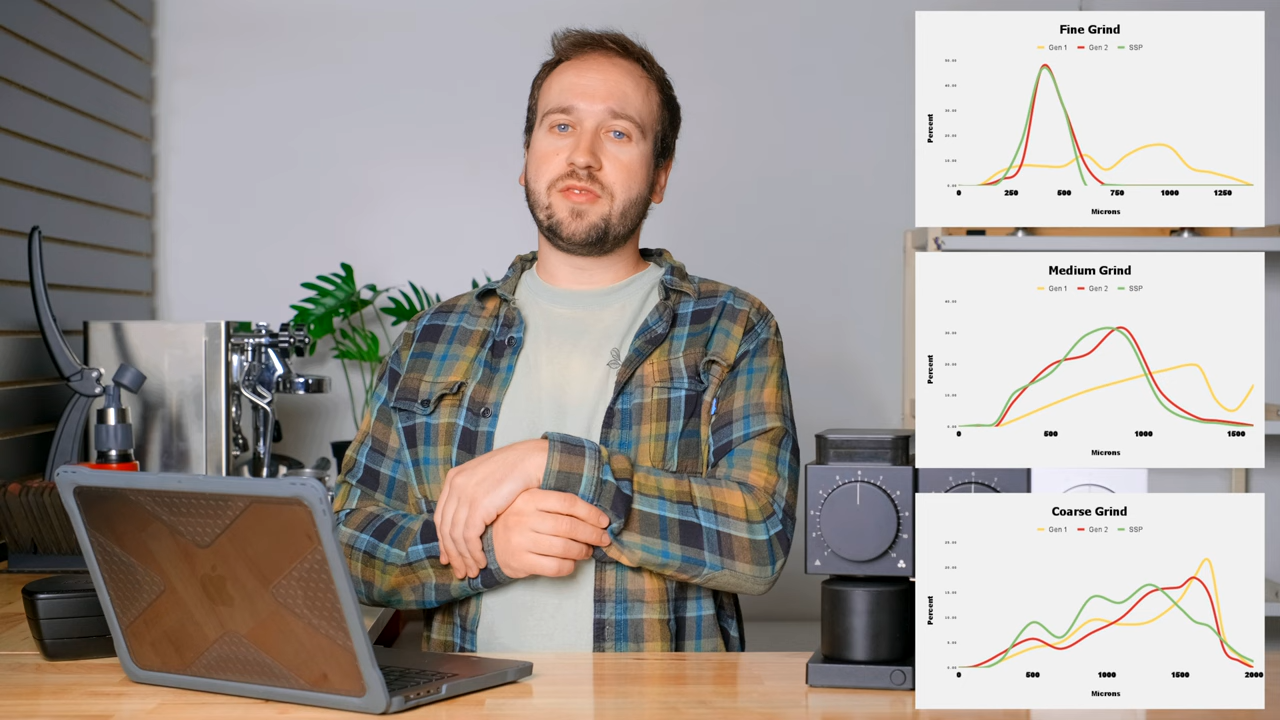 Fine Grind
Gen 1 Gen 2 SSP
Percent
0 250 500 750 1000 1250
Microns
Medium Grind
Gen 1 Gen 2 SSP
Percent
0 500 1000 1500
Microns
Coarse Grind
Gen 1 Gen 2 SSP
Percent
0 500 1000 1500 2000
Microns